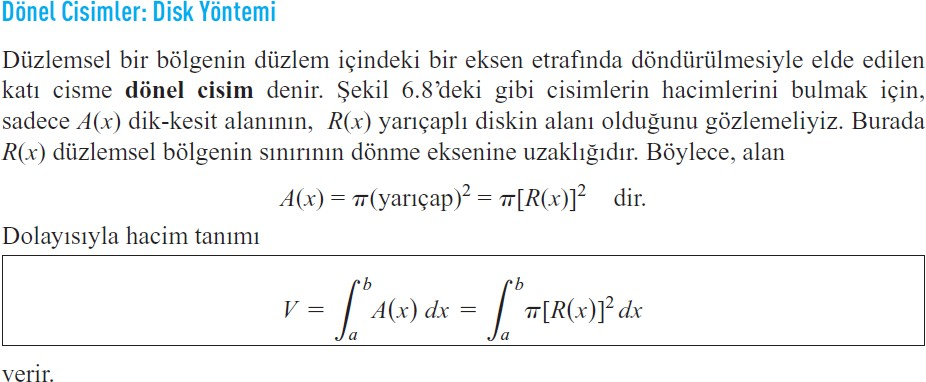 Dönel Cisimler: Disk Yöntemi
Düzlemsel bir bölgenin düzlem içindeki bir eksen etrafında döndürülmesiyle elde edilen
katı cisme dönel cisim denir. Şekil 6.8’deki gibi cisimlerin hacimlerini bulmak için,
sadece A(x) dik-kesit alanının, R(x) yarıçaplı diskin alanı olduğunu gözlemeliyiz. Burada
R(x) düzlemsel bölgenin sınırının dönme eksenine uzaklığıdır. Böylece, alan
A(x) = π(yarıçap)² = π[R(x)]² dir.
Dolayısıyla hacim tanımı
V = ∫ₐᵇ A(x) dx = ∫ₐᵇ π[R(x)]² dx
verir.